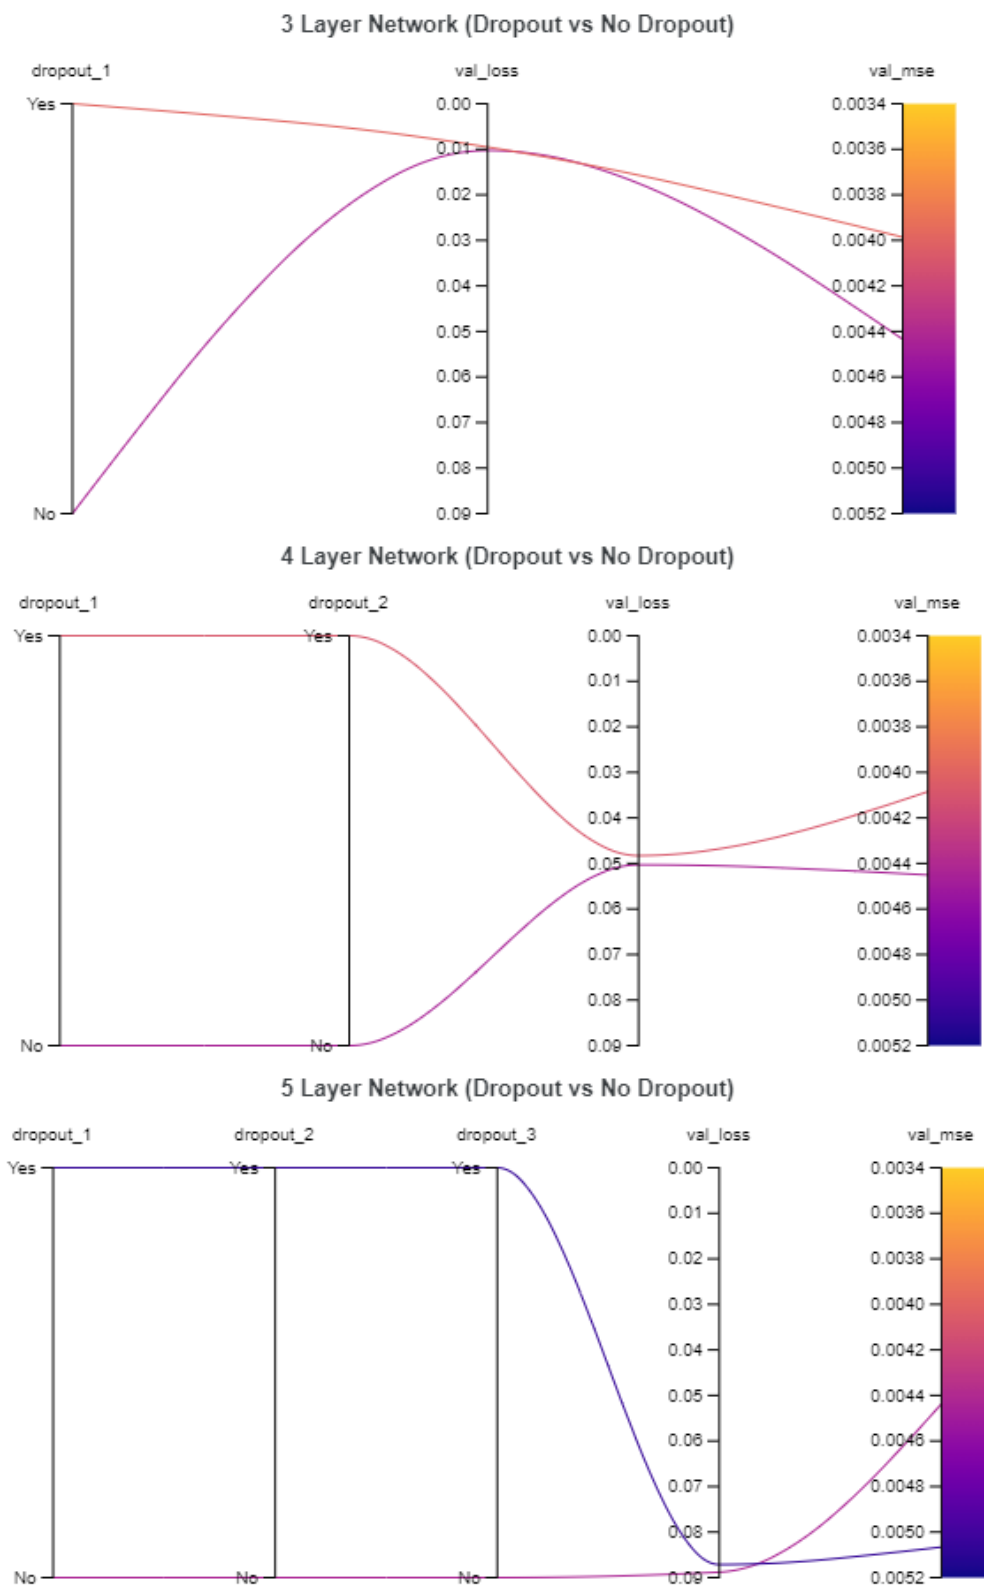 3 Layer Network (Dropout vs No Dropout)
dropout_1 val_loss val_mse
Yes 0.00 0.0034
0.01 0.0036
0.02 0.0038
0.03 0.0040
0.04 0.0042
0.05 0.0044
0.06 0.0046
0.07 0.0048
0.08 0.0050
No 0.09 0.0052
4 Layer Network (Dropout vs No Dropout)
dropout_1 dropout_2 val_loss val_mse
Yes Yes 0.00 0.0034
0.01 0.0036
0.02 0.0038
0.03 0.0040
0.04 0.0042
0.05 0.0044
0.06 0.0046
0.07 0.0048
0.08 0.0050
No No 0.09 0.0052
5 Layer Network (Dropout vs No Dropout)
dropout_1 dropout_2 dropout_3 val_loss val_mse
Yes Yes Yes 0.00 0.0034
0.01 0.0036
0.02 0.0038
0.03 0.0040
0.04 0.0042
0.05 0.0044
0.06 0.0046
0.07 0.0048
0.08 0.0050
No No No 0.09 0.0052